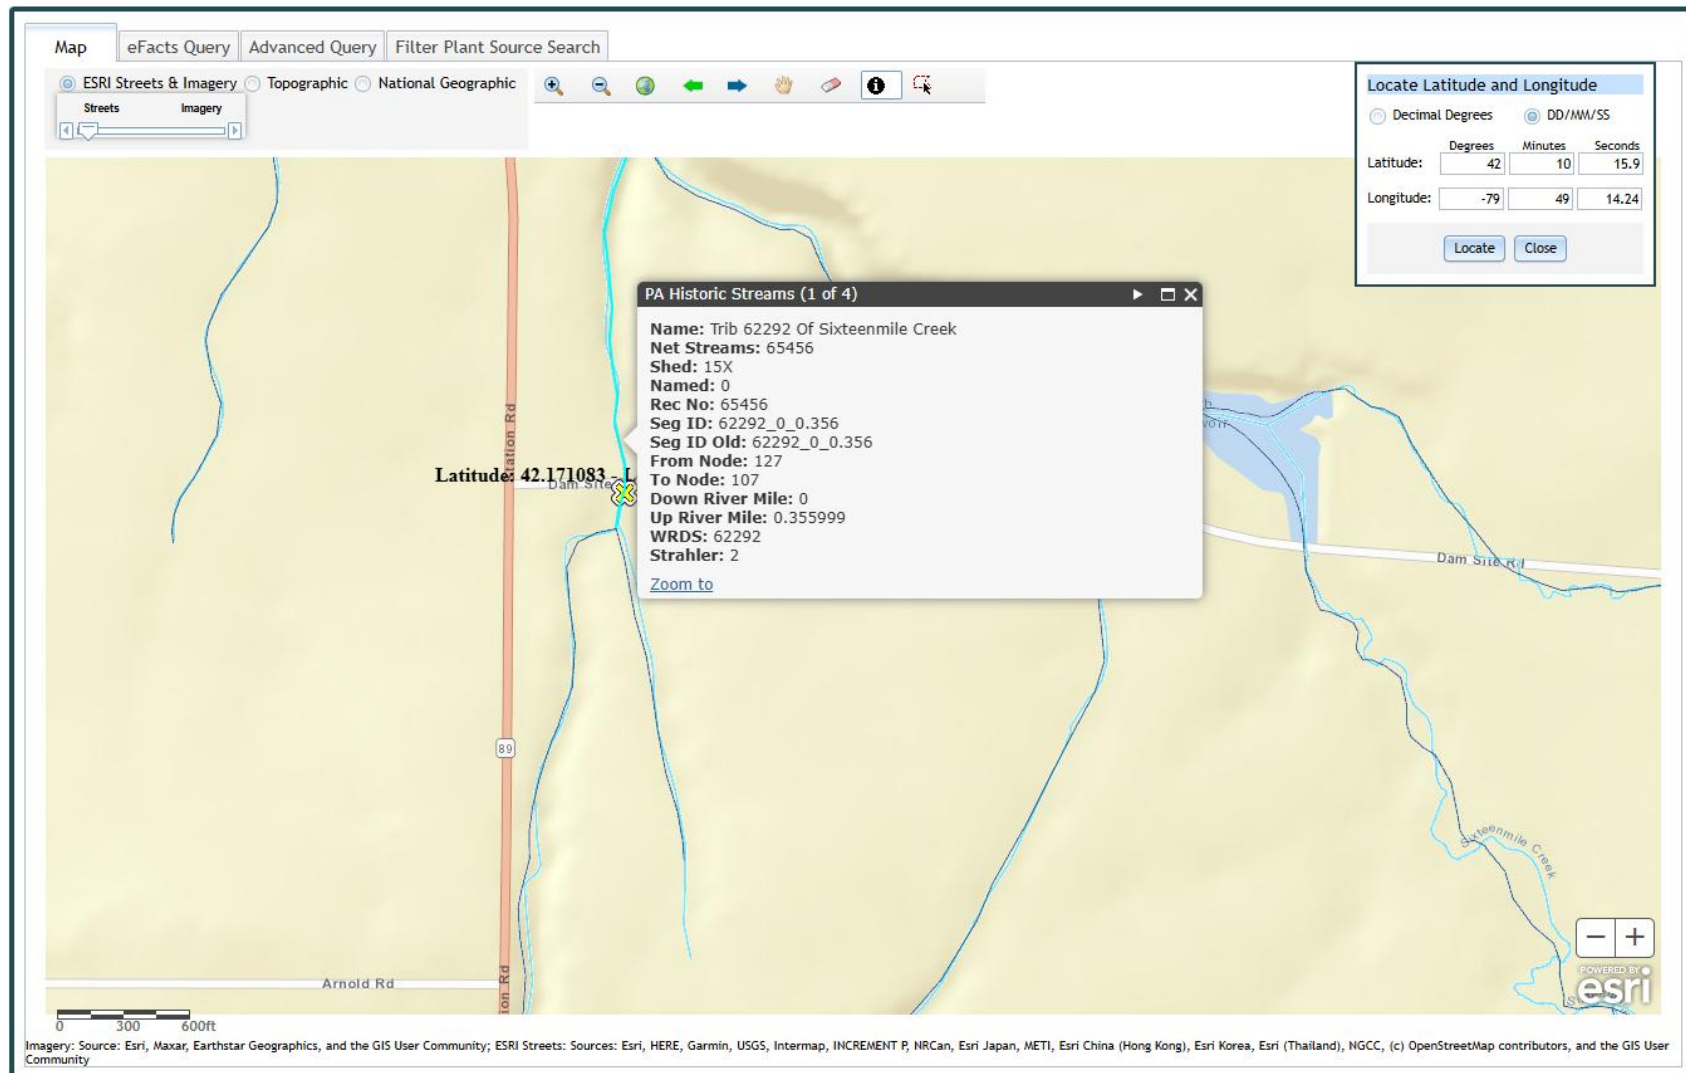 Map
eFacts Query
Advanced Query
Filter Plant Source Search
ESRI Streets & Imagery
Topographic
National Geographic
Streets
Imagery
Locate Latitude and Longitude
Decimal Degrees
DD/MM/SS
Degrees Minutes Seconds
Latitude: 42 10 15.9
Longitude: -79 49 14.24
Locate
Close
PA Historic Streams (1 of 4)
Name: Trib 62292 Of Sixteenmile Creek
Net Streams: 65456
Shed: 15X
Named: 0
Rec No: 65456
Seg ID: 62292_0_0.356
Seg ID Old: 62292_0_0.356
From Node: 127
To Node: 107
Down River Mile: 0
Up River Mile: 0.355999
WRDS: 62292
Strahler: 2
Zoom to
tation Rd
Latitude: 42.171083 - L
Dam Site
Dam Site Rd
89
Sixteenmile Creek
Arnold Rd
ion Rd
POWERED BY
esri
0 300 600ft
Imagery: Source: Esri, Maxar, Earthstar Geographics, and the GIS User Community; ESRI Streets: Sources: Esri, HERE, Garmin, USGS, Intermap, INCREMENT P, NRCan, Esri Japan, METI, Esri China (Hong Kong), Esri Korea, Esri (Thailand), NGCC, (c) OpenStreetMap contributors, and the GIS User
Community